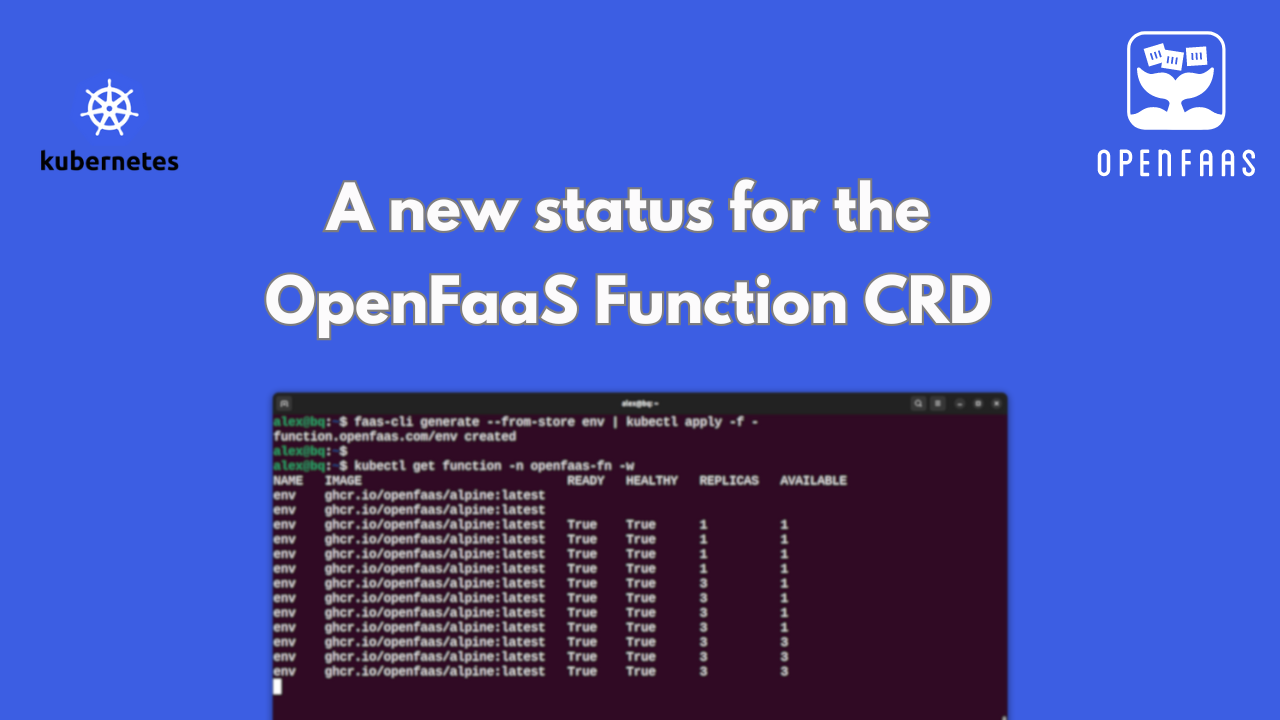 kubernetes
OPENFAAS
A new status for the
OpenFaaS Function CRD
alex@bq: ~
alex@bq:~$ faas-cli generate --from-store env | kubectl apply -f -
function.openfaas.com/env created
alex@bq:~$
alex@bq:~$ kubectl get function -n openfaas-fn -w
NAME IMAGE READY HEALTHY REPLICAS AVAILABLE
env ghcr.io/openfaas/alpine:latest
env ghcr.io/openfaas/alpine:latest
env ghcr.io/openfaas/alpine:latest True True 1 1
env ghcr.io/openfaas/alpine:latest True True 1 1
env ghcr.io/openfaas/alpine:latest True True 1 1
env ghcr.io/openfaas/alpine:latest True True 1 1
env ghcr.io/openfaas/alpine:latest True True 3 1
env ghcr.io/openfaas/alpine:latest True True 3 1
env ghcr.io/openfaas/alpine:latest True True 3 1
env ghcr.io/openfaas/alpine:latest True True 3 1
env ghcr.io/openfaas/alpine:latest True True 3 3
env ghcr.io/openfaas/alpine:latest True True 3 3
env ghcr.io/openfaas/alpine:latest True True 3 3